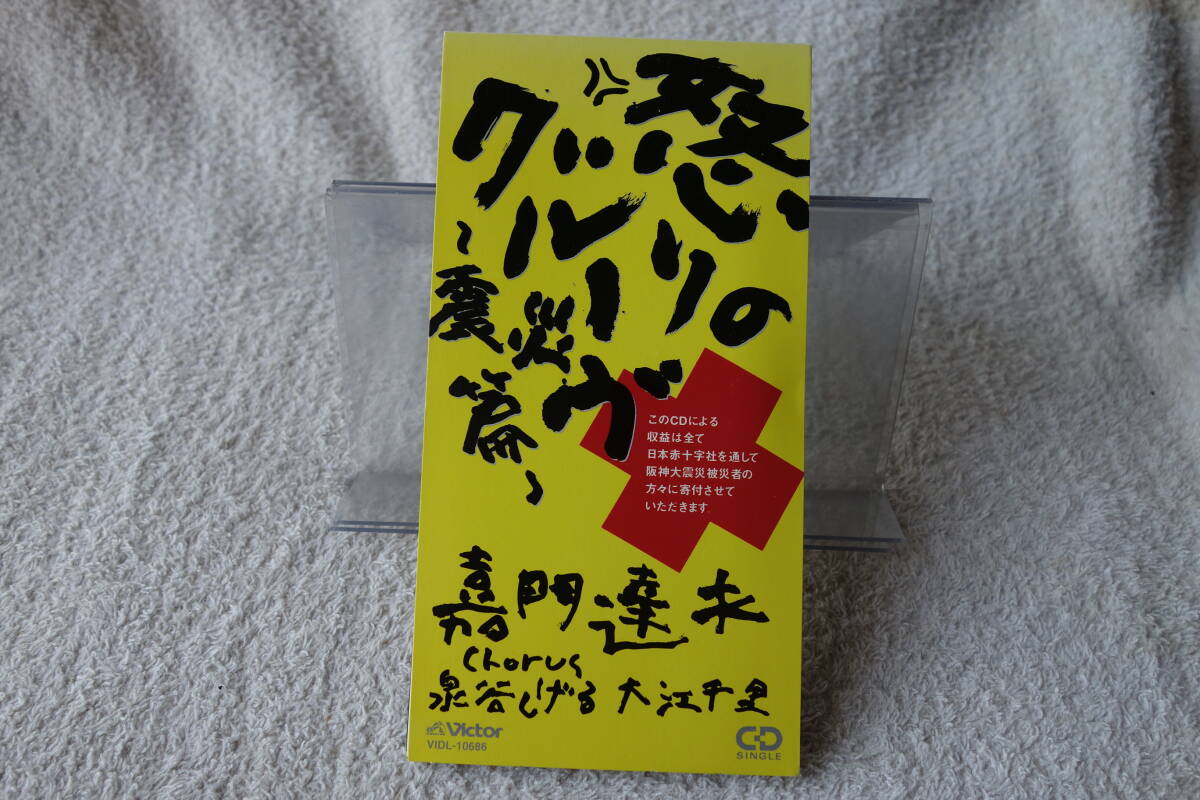 怒りの
グルーヴ
~震災篇~
このCDによる
収益は全て
日本赤十字社を通して
阪神大震災被災者の
方々に寄付させて
いただきます.
嘉門達夫
Chorus
泉谷しげる 大江千里
Victor
VIDL-10686
CD
SINGLE